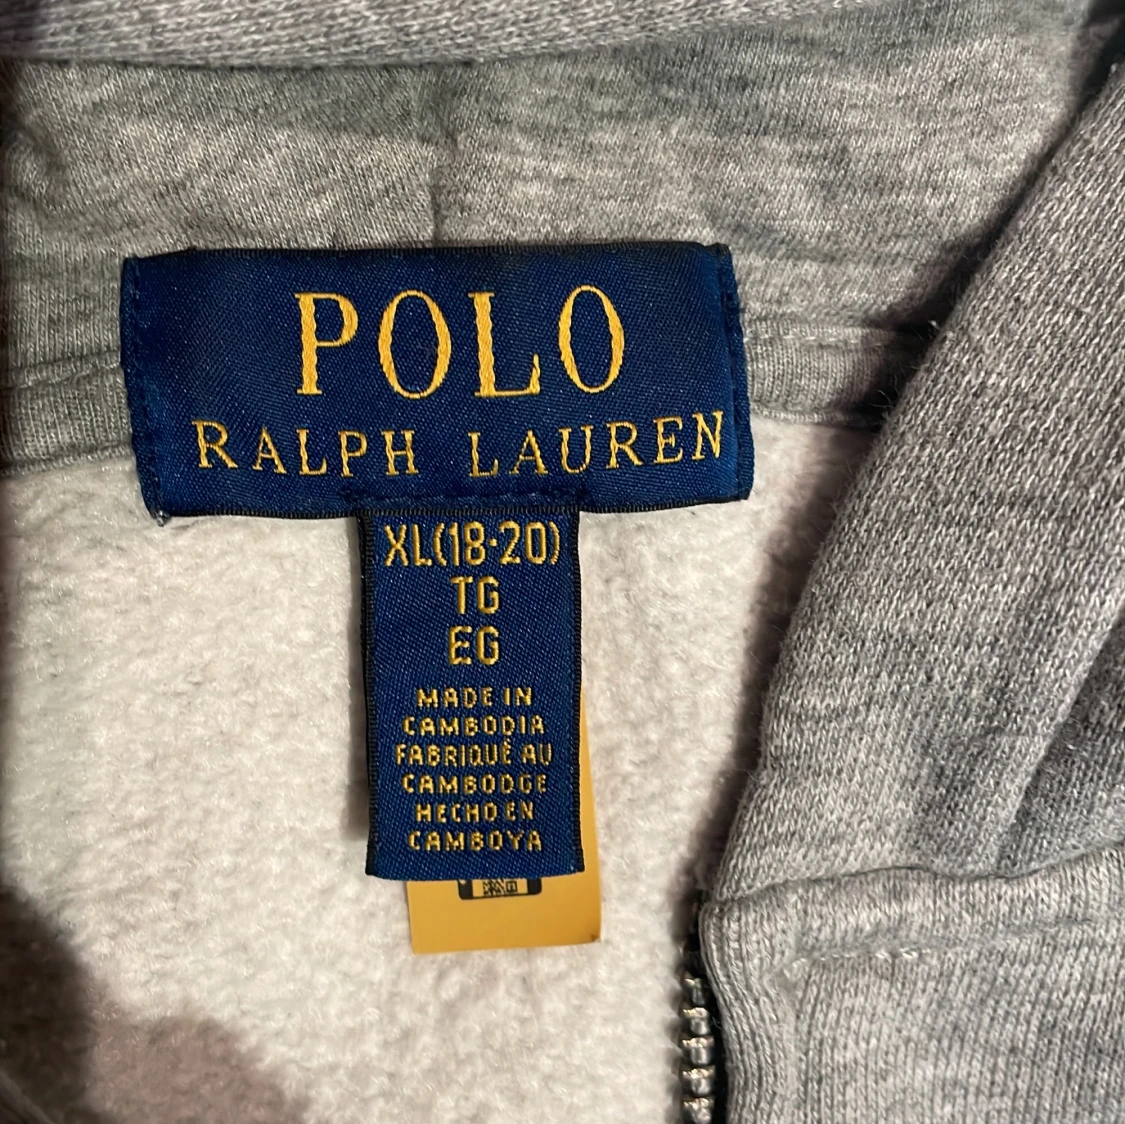 POLO
RALPH LAUREN
XL(18-20)
TG
EG
MADE IN
CAMBODIA
FABRIQUÉ AU
CAMBODGE
HECHO EN
CAMBOYA